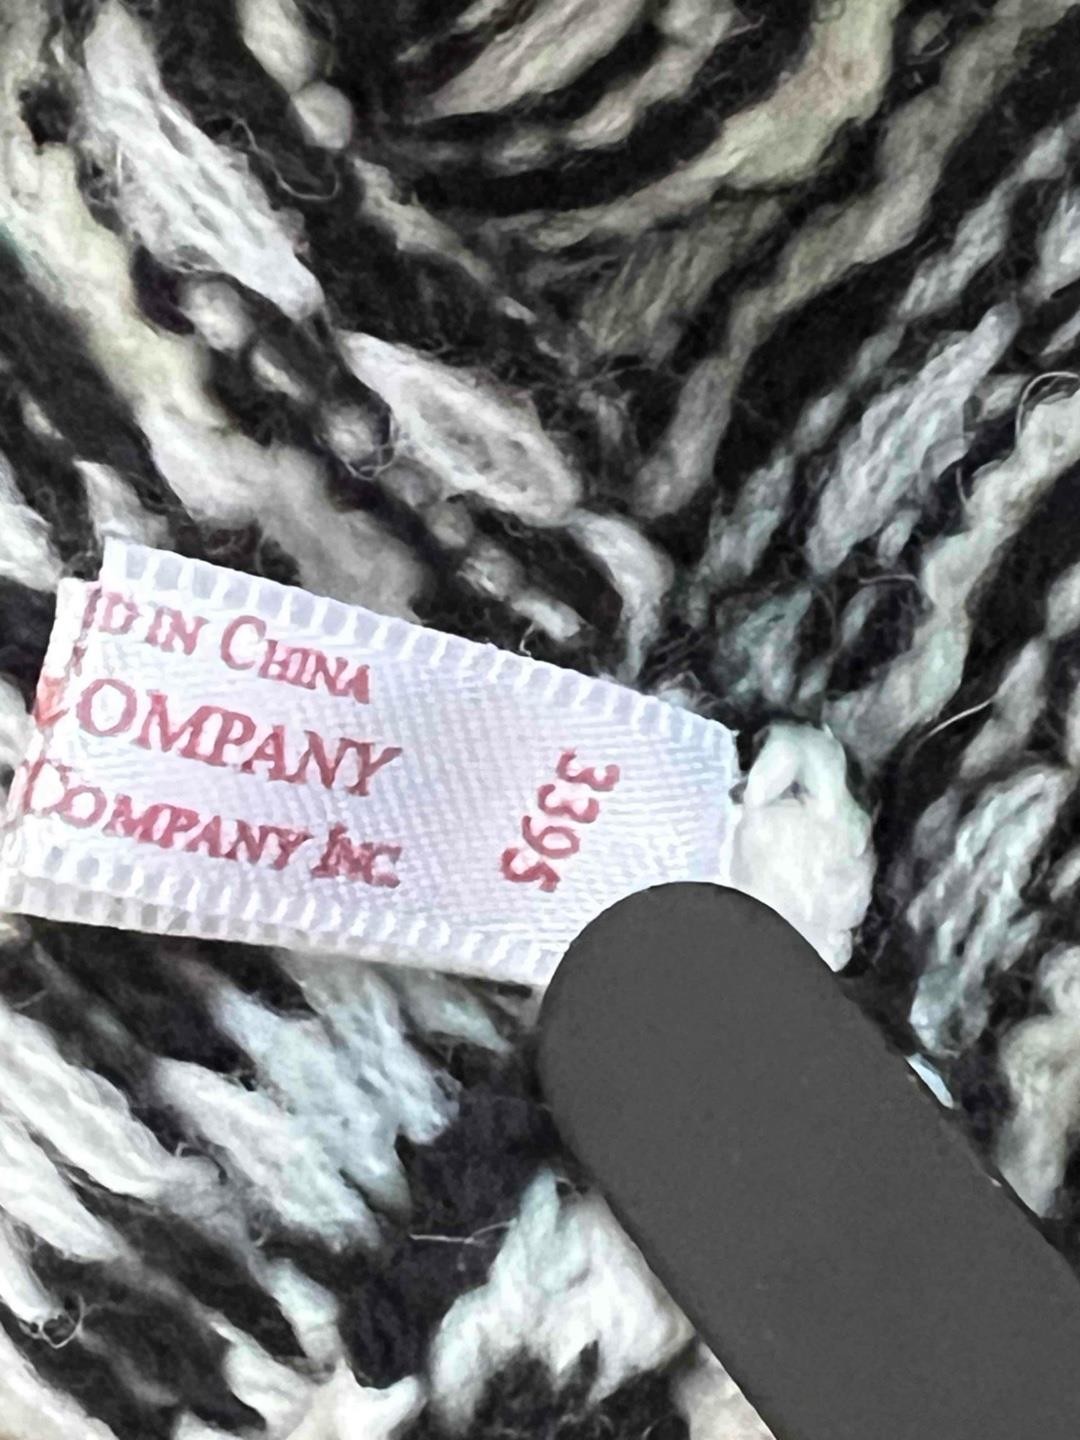 D IN CHINA
OMPANY
COMPANY INC
3395